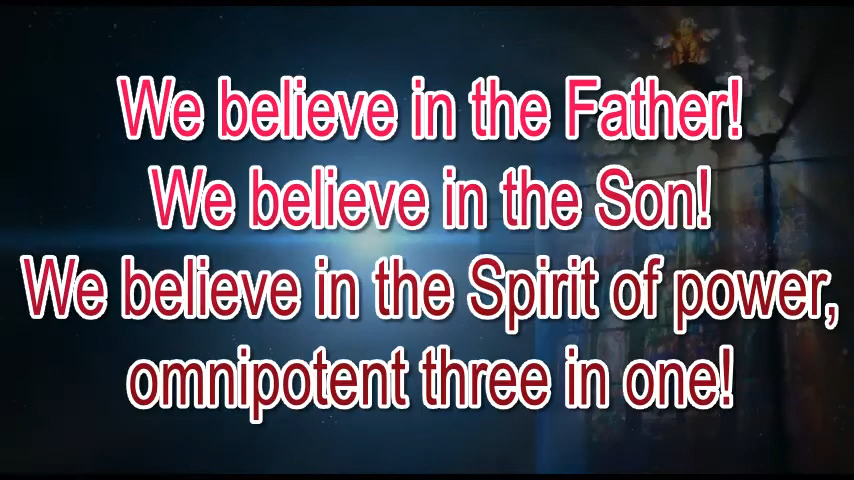 We believe in the Father!
We believe in the Son!
We believe in the Spirit of power,
omnipotent three in one!